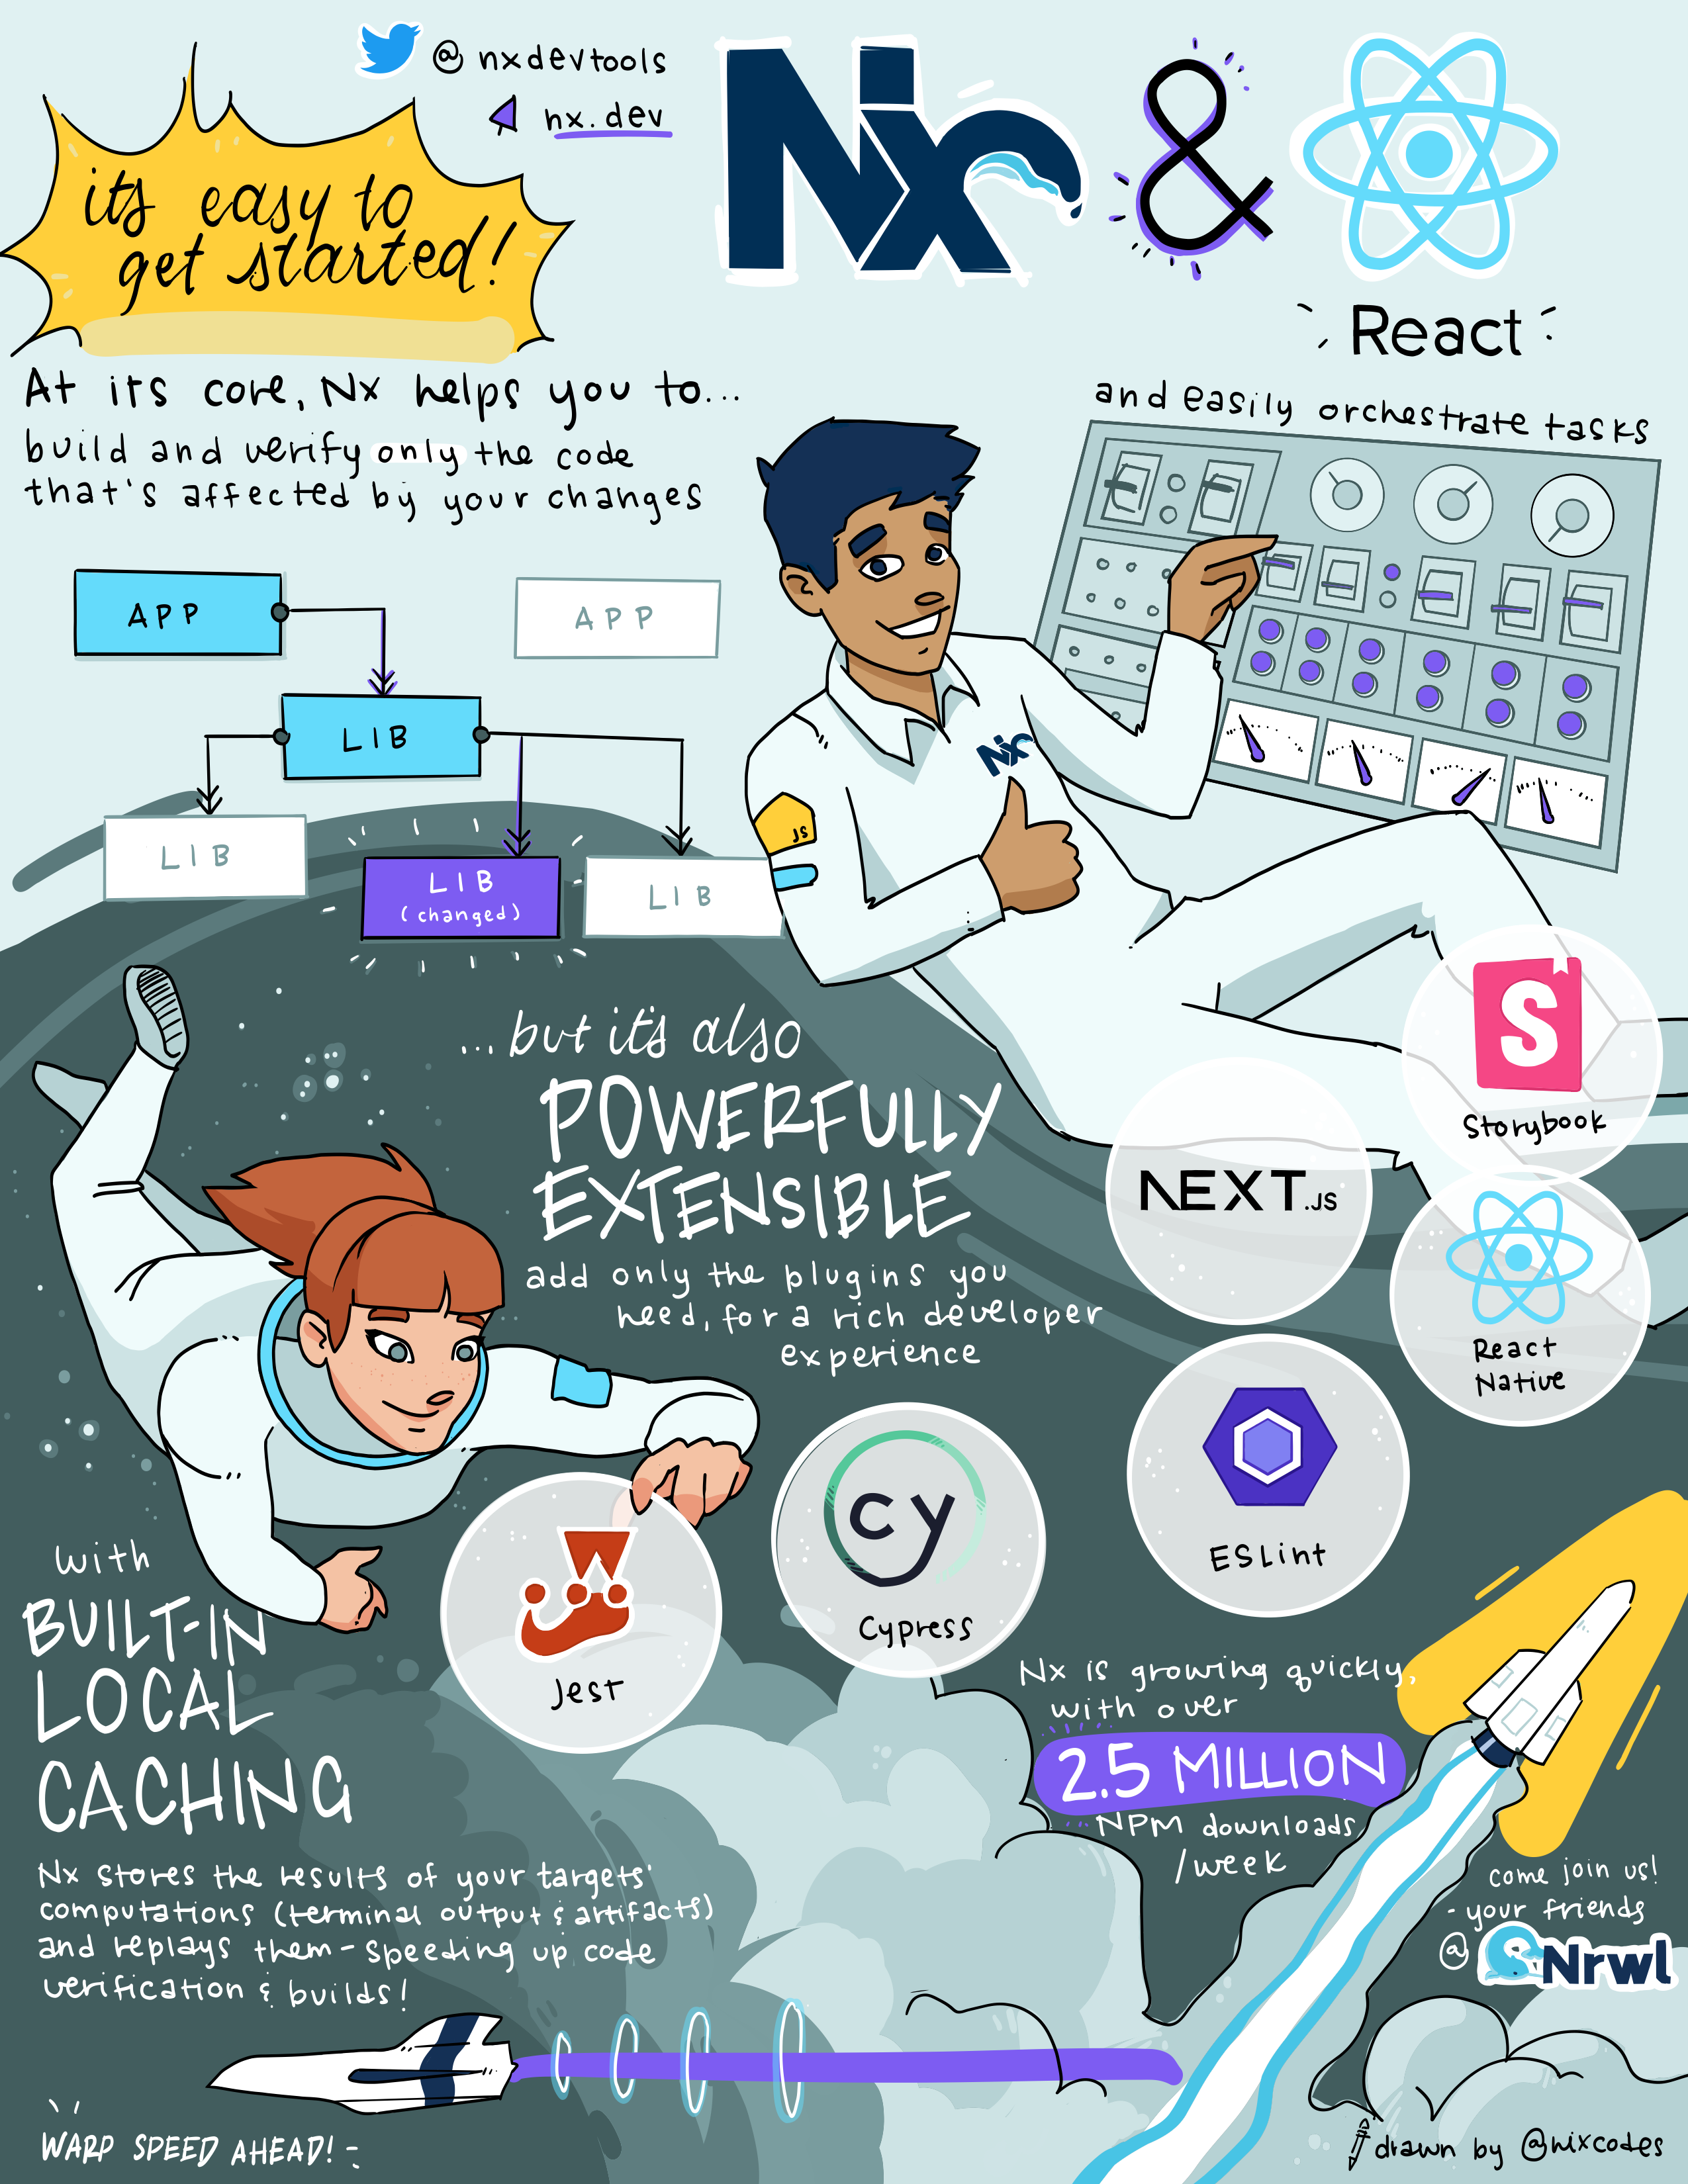 @nxdevtools
nx.dev
Nx & 
React
its easy to
get started!
At its core, Nx helps you to...
build and verify only the code
that's affected by your changes
and easily orchestrate tasks
APP
APP
LIB
LIB
LIB
(changed)
LIB
Nx
JS
...but it's also
POWERFULLY
EXTENSIBLE
add only the plugins you
need, for a rich developer
experience
S
Storybook
NEXT.JS
React
Native
ESLint
cy
Cypress
Jest
with
BUILT-IN
LOCAL
CACHING
Nx stores the results of your targets'
computations (terminal output & artifacts)
and replays them - speeding up code
verification & builds!
Nx is growing quickly,
with over
2.5 MILLION
NPM downloads
/week
come join us!
- your friends
@ Nrwl
WARP SPEED AHEAD! -
drawn by @nixcodes